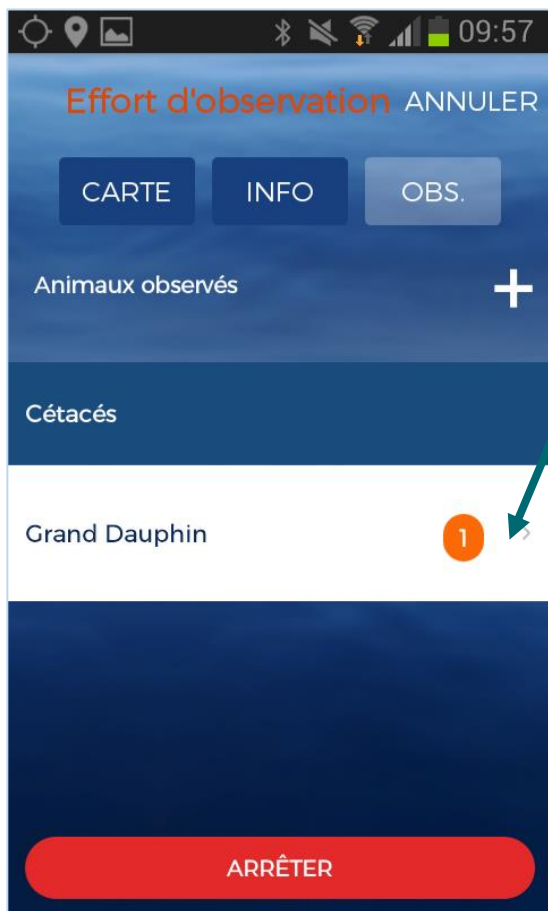 09:57
Effort d'observation ANNULER
CARTE INFO OBS.
Animaux observés +
Cétacés
Grand Dauphin 1 >
ARRÊTER